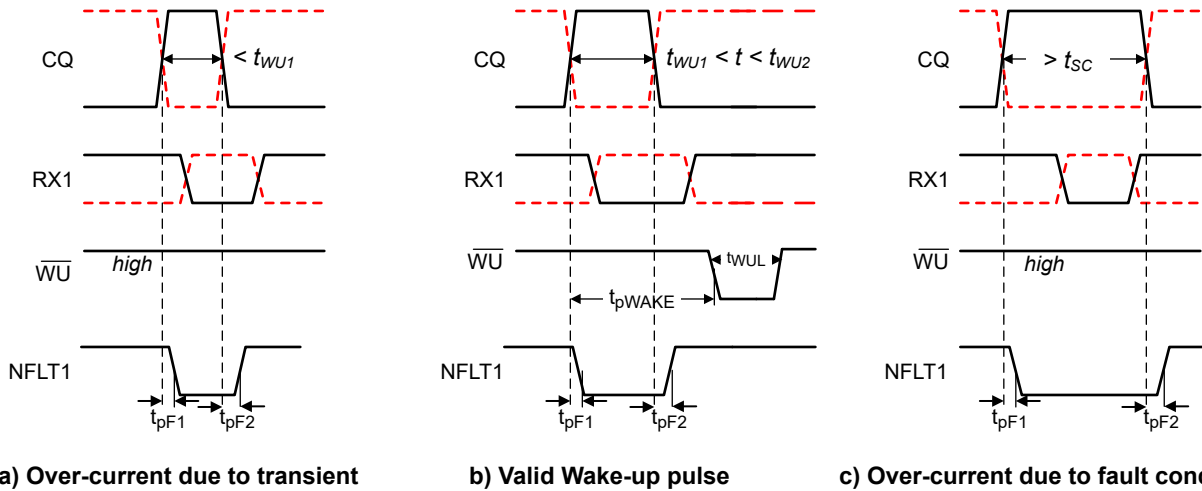 CQ
< tWU1
RX1
WU
high
NFLT1
tpF1
tpF2
a) Over-current due to transient
CQ
tWU1 < t < tWU2
RX1
WU
tWUL
tpWAKE
NFLT1
tpF1
tpF2
b) Valid Wake-up pulse
CQ
> tSC
RX1
WU
high
NFLT1
tpF1
tpF2
c) Over-current due to fault cond